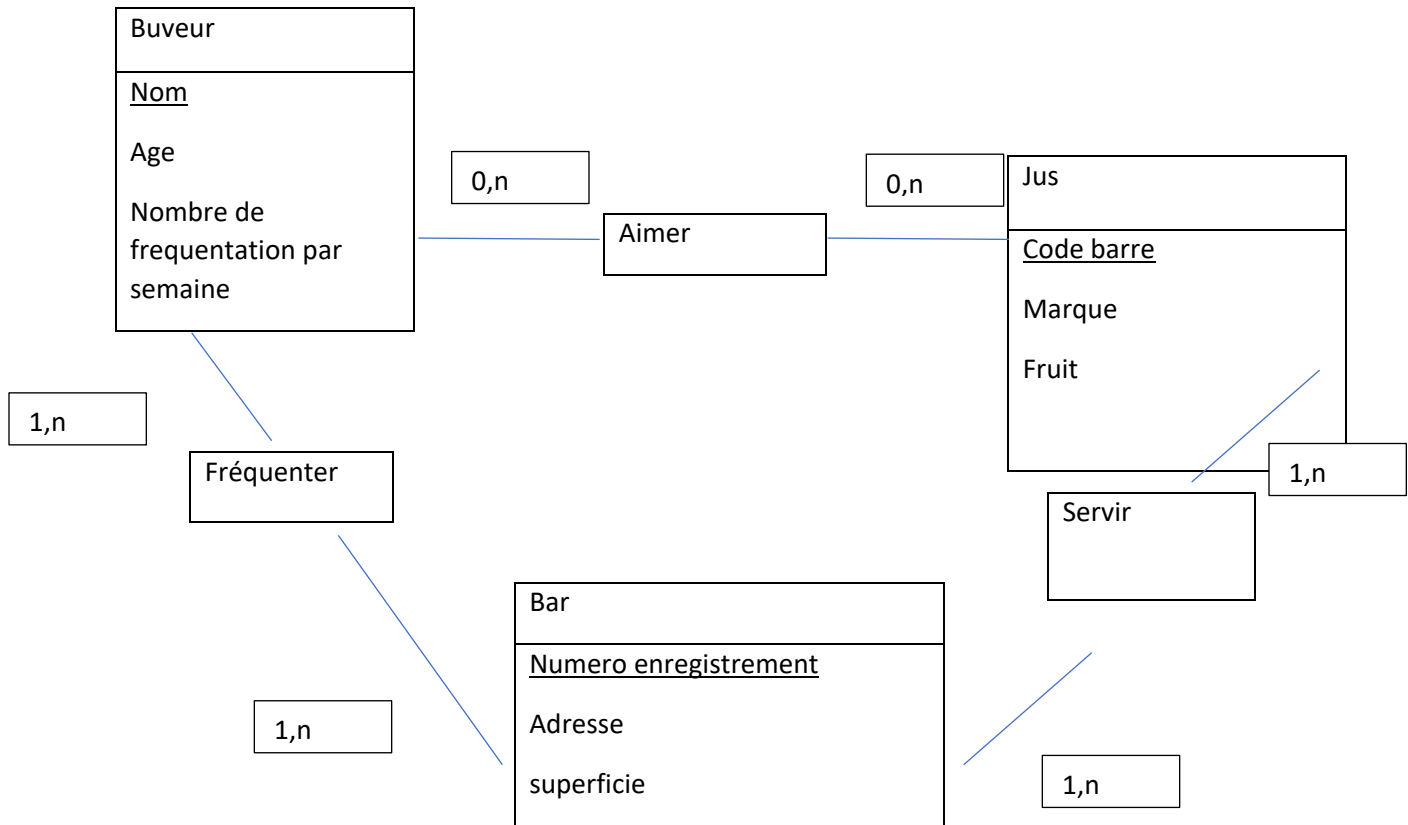 Buveur
Nom
Age
Nombre de
frequentation par
semaine
0,n
Aimer
0,n
Jus
Code barre
Marque
Fruit
1,n
Fréquenter
1,n
Servir
Bar
Numero enregistrement
Adresse
superficie
1,n
1,n